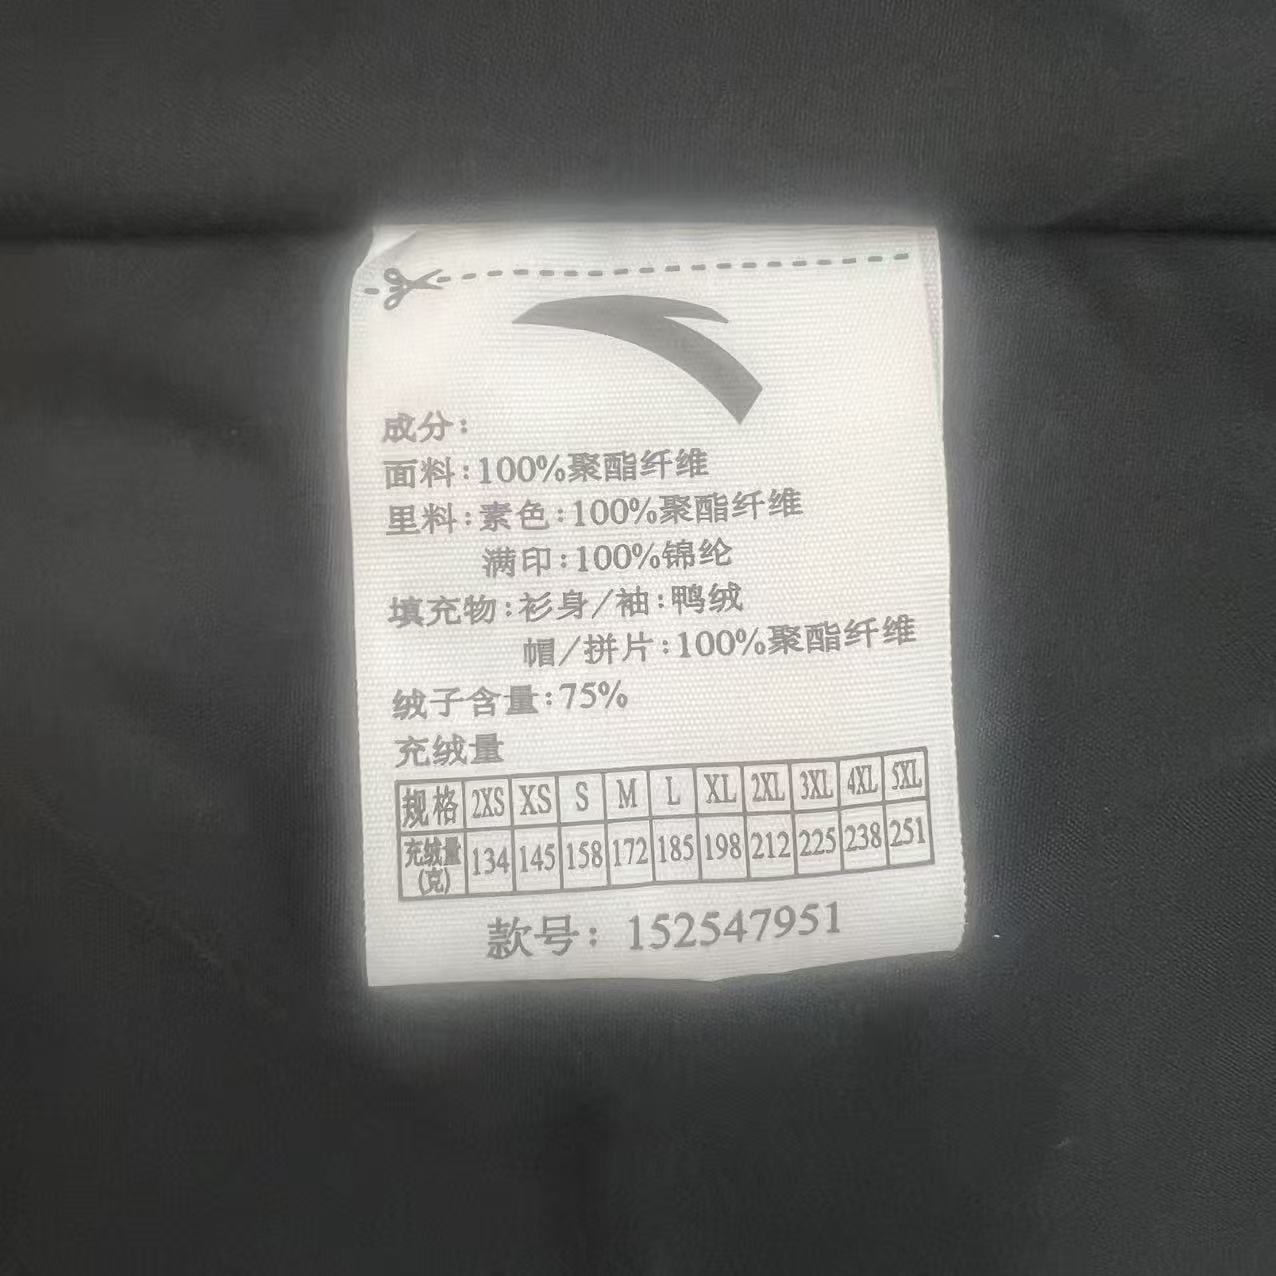 成分:
面料:100%聚酯纤维
里料:素色:100%聚酯纤维
满印:100%锦纶
填充物:衫身/袖:鸭绒
帽/拼片:100%聚酯纤维
绒子含量:75%
充绒量
规格 2XS XS S M L XL 2XL 3XL 4XL 5XL
充绒量(克) 134 145 158 172 185 198 212 225 238 251
款号: 152547951